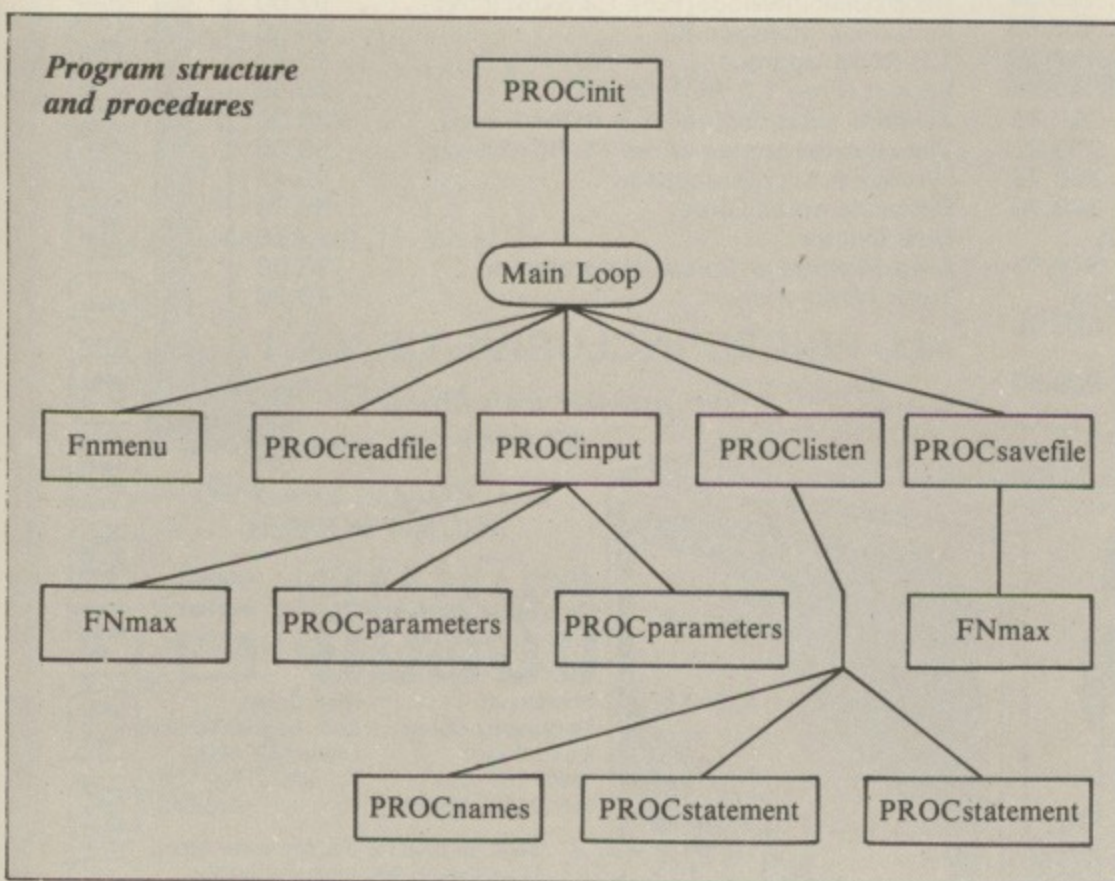 Program structure
and procedures
PROCinit
Main Loop
Fnmenu
PROCreadfile
PROCinput
PROClisten
PROCsavefile
FNmax
PROCparameters
PROCparameters
FNmax
PROCnames
PROCstatement
PROCstatement